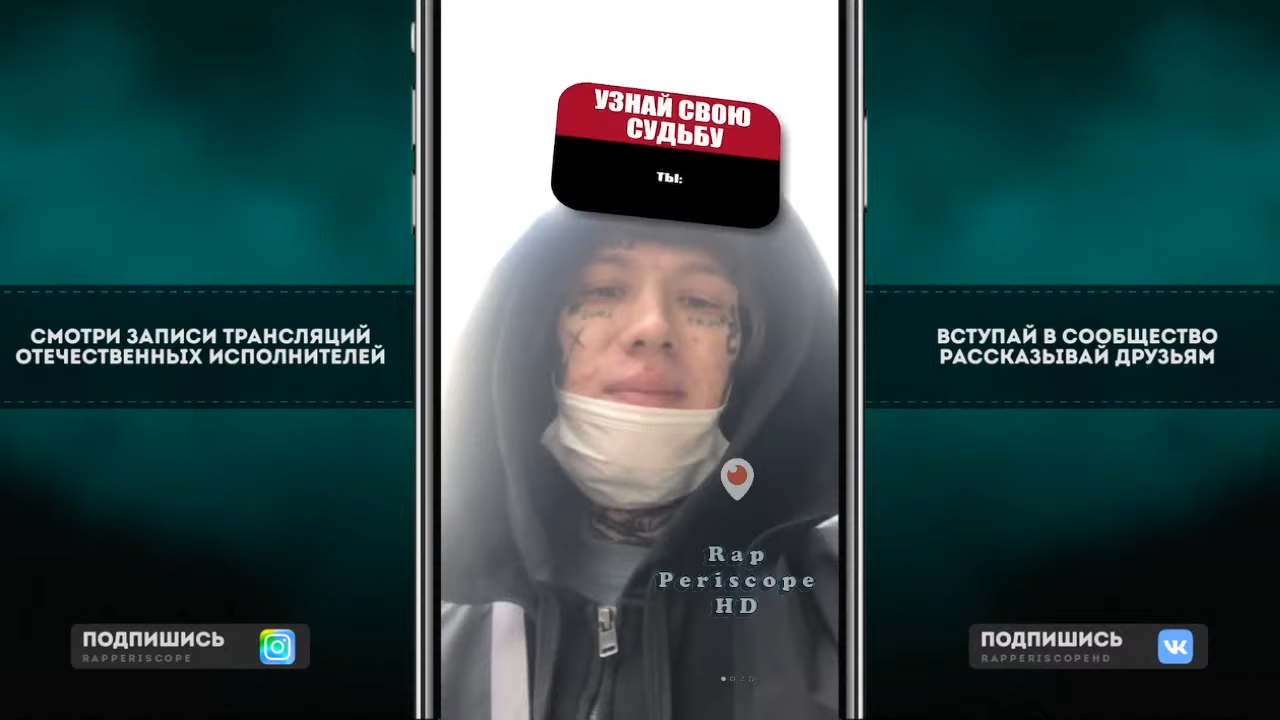 УЗНАЙ СВОЮ
СУДЬБУ
ТЫ:
СМОТРИ ЗАПИСИ ТРАНСЛЯЦИЙ
ОТЕЧЕСТВЕННЫХ ИСПОЛНИТЕЛЕЙ
ВСТУПАЙ В СООБЩЕСТВО
РАССКАЗЫВАЙ ДРУЗЬЯМ
Rap
Periscope
HD
ПОДПИШИСЬ
RAPPERISCOPE
ПОДПИШИСЬ
RAPPERISCOPEHD